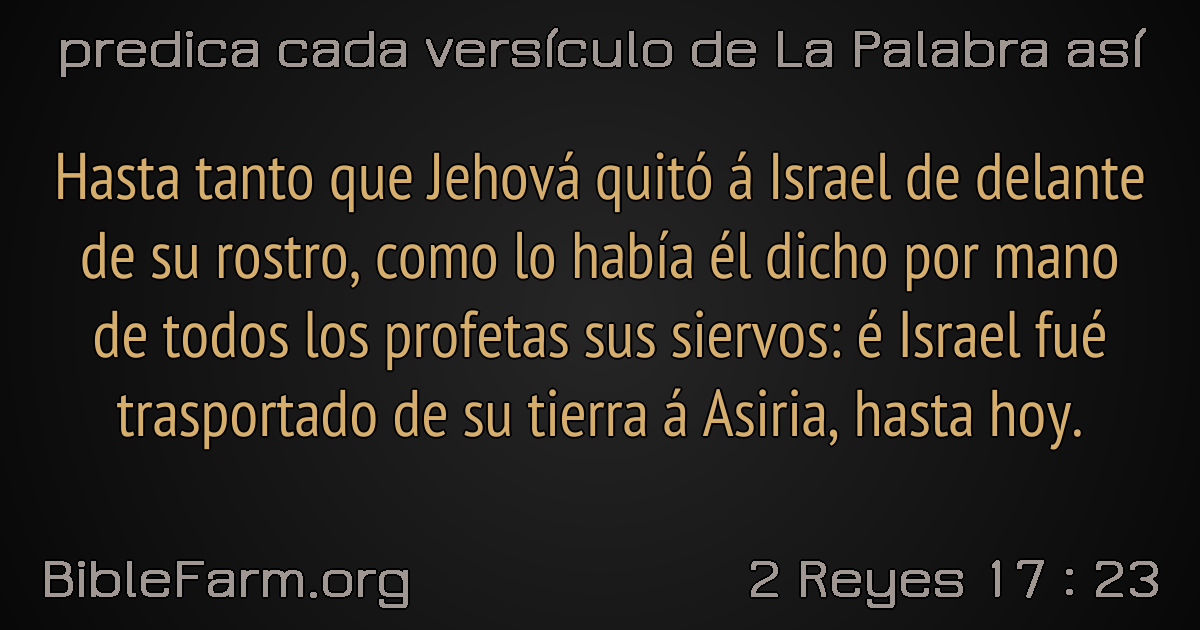 predica cada versículo de La Palabra así
Hasta tanto que Jehová quitó á Israel de delante
de su rostro, como lo había él dicho por mano
de todos los profetas sus siervos: é Israel fué
trasportado de su tierra á Asiria, hasta hoy.
BibleFarm.org
2 Reyes 17 : 23